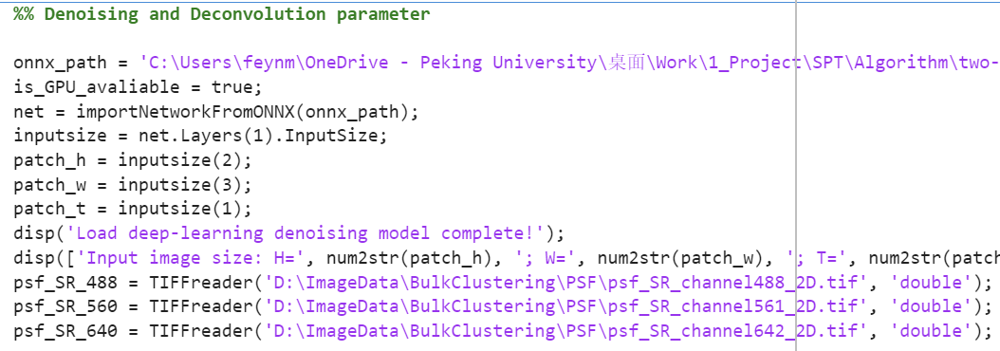 %% Denoising and Deconvolution parameter
onnx_path = 'C:\Users\feynm\OneDrive - Peking University\桌面\Work\1_Project\SPT\Algorithm\two-
is_GPU_avaliable = true;
net = importNetworkFromONNX(onnx_path);
inputsize = net.Layers(1).InputSize;
patch_h = inputsize(2);
patch_w = inputsize(3);
patch_t = inputsize(1);
disp('Load deep-learning denoising model complete!');
disp(['Input image size: H=', num2str(patch_h), '; W=', num2str(patch_w), '; T=', num2str(patch
psf_SR_488 = TIFFreader('D:\ImageData\BulkClustering\PSF\psf_SR_channel488_2D.tif', 'double');
psf_SR_560 = TIFFreader('D:\ImageData\BulkClustering\PSF\psf_SR_channel561_2D.tif', 'double');
psf_SR_640 = TIFFreader('D:\ImageData\BulkClustering\PSF\psf_SR_channel642_2D.tif', 'double');